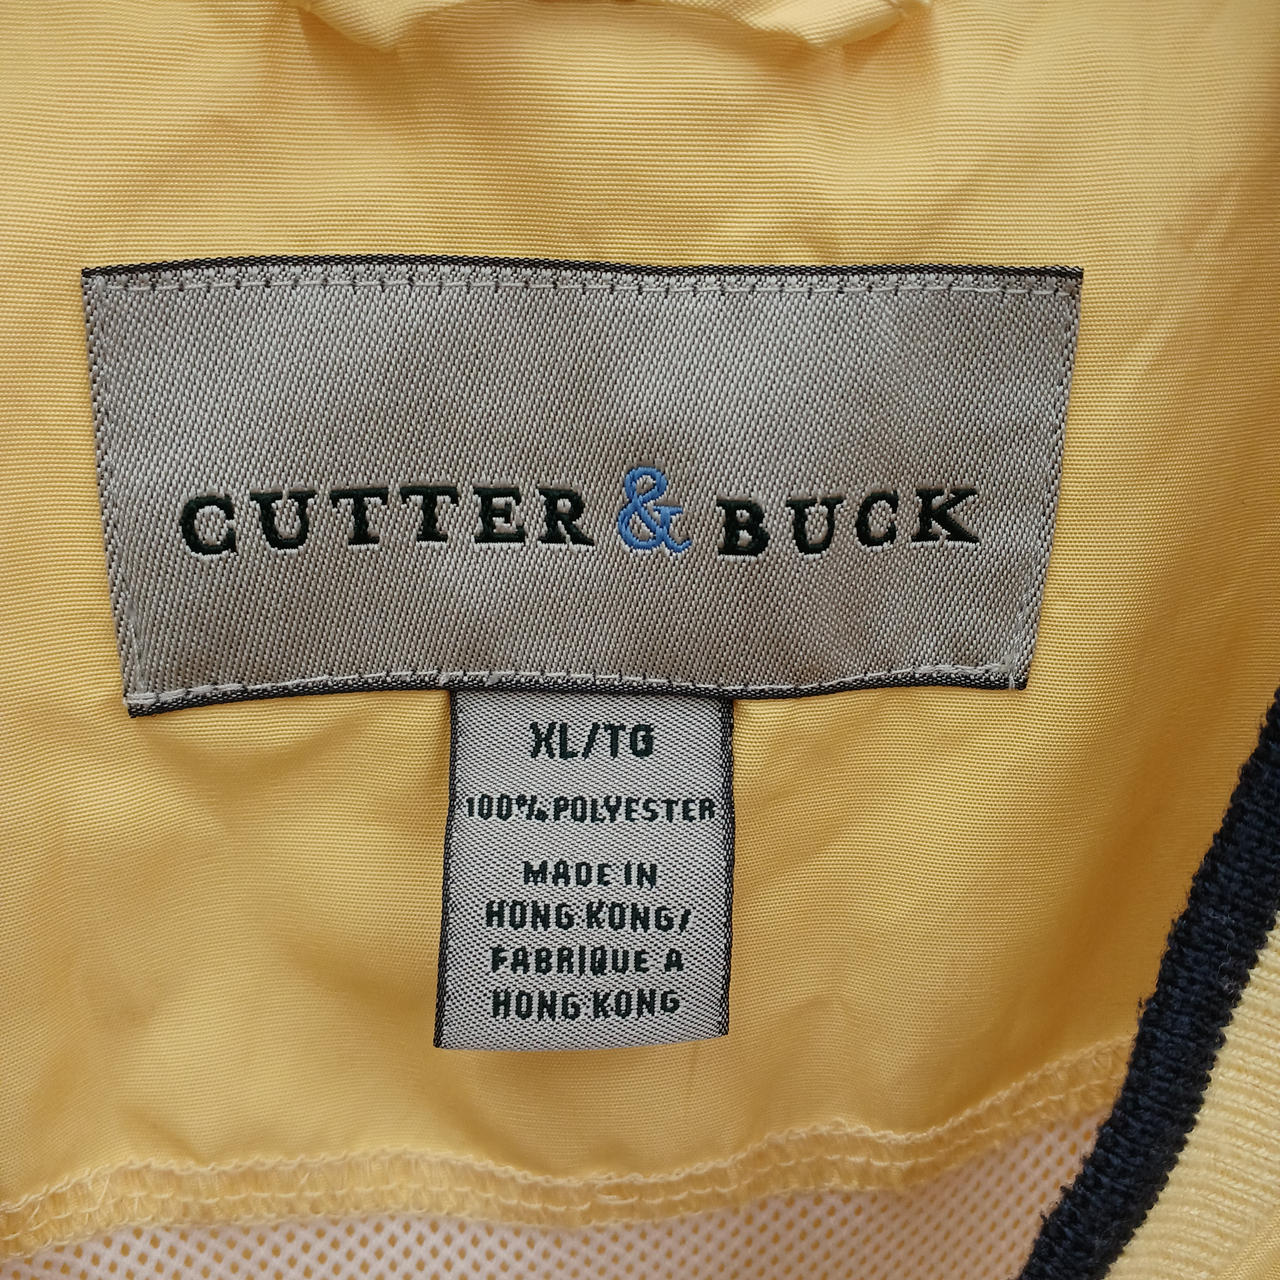 CUTTER & BUCK
XL/TG
100% POLYESTER
MADE IN
HONG KONG/
FABRIQUE A
HONG KONG